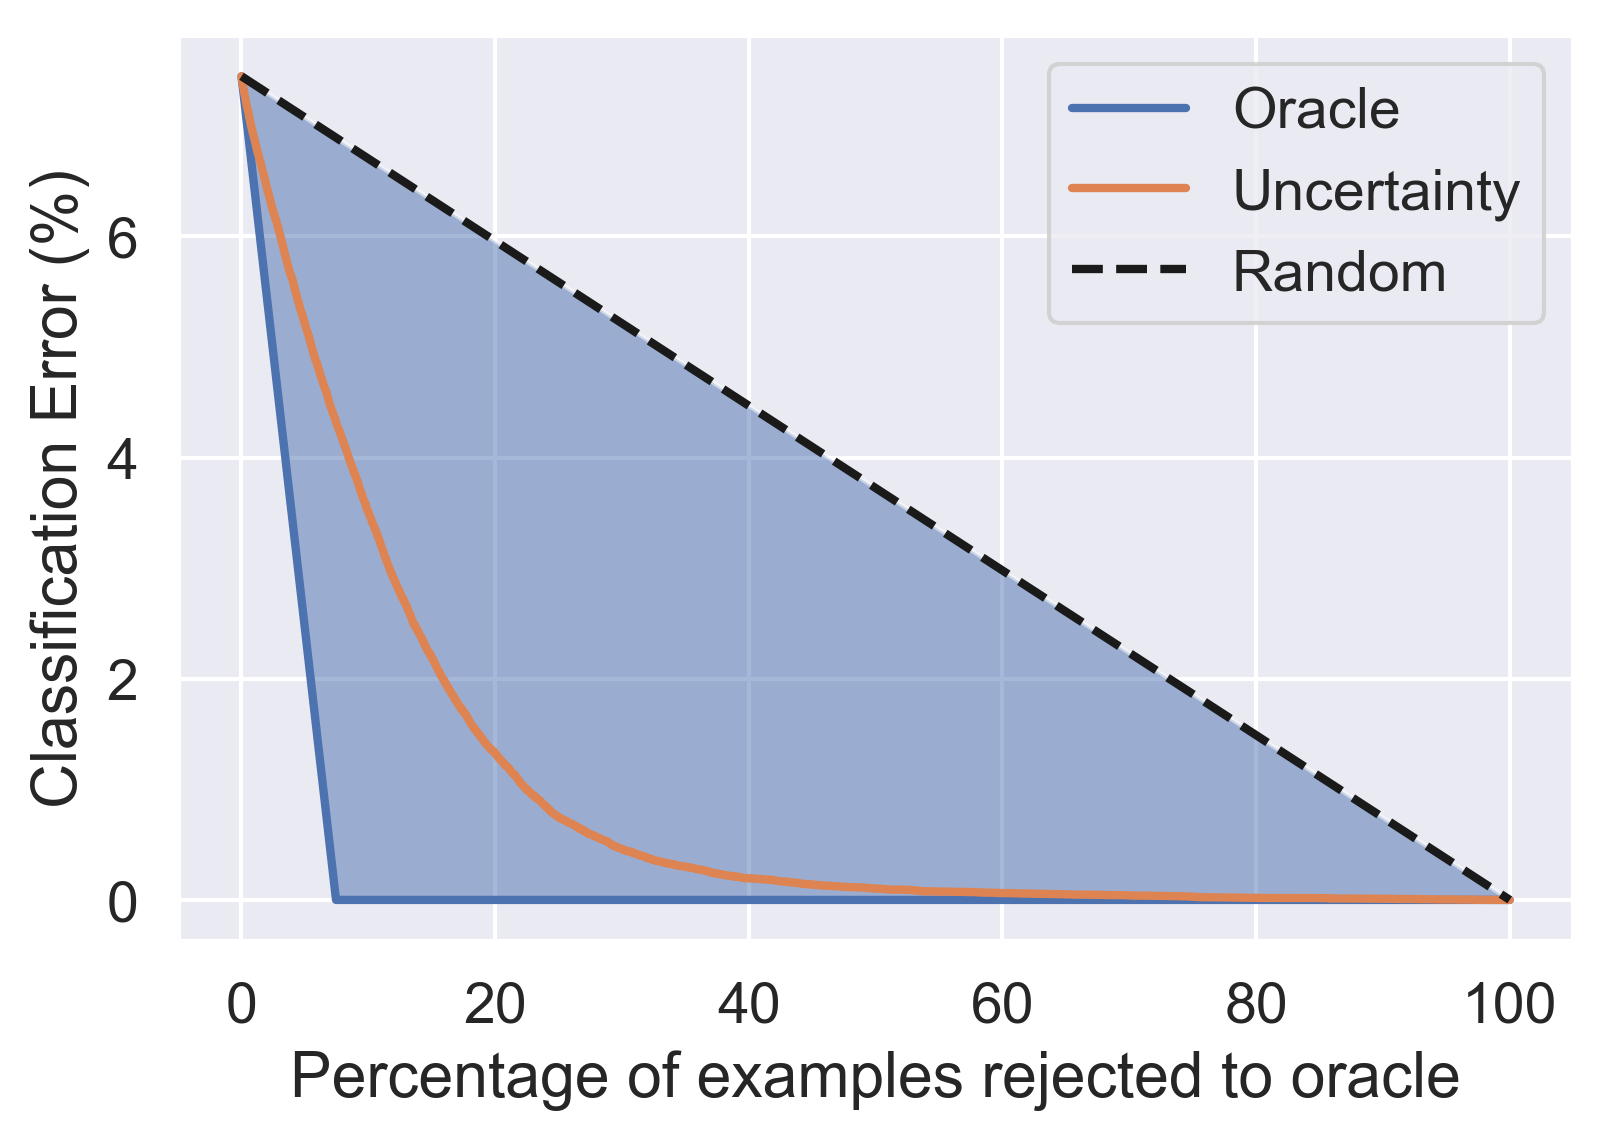 Oracle
Uncertainty
Random
Classification Error (%)
6
4
2
0
0 20 40 60 80 100
Percentage of examples rejected to oracle